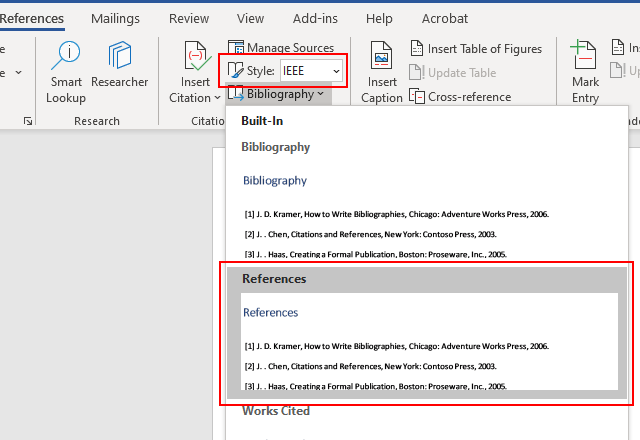 References Mailings Review View Add-ins Help Acrobat
Smart Lookup
Researcher
Research
Insert Citation
Manage Sources
Style: IEEE
Bibliography
Insert Caption
Insert Table of Figures
Update Table
Cross-reference
Mark Entry
Built-In
Bibliography
Bibliography
[1] J. D. Kramer, How to Write Bibliographies, Chicago: Adventure Works Press, 2006.
[2] J. . Chen, Citations and References, New York: Contoso Press, 2003.
[3] J. . Haas, Creating a Formal Publication, Boston: Proseware, Inc., 2005.
References
References
[1] J. D. Kramer, How to Write Bibliographies, Chicago: Adventure Works Press, 2006.
[2] J. . Chen, Citations and References, New York: Contoso Press, 2003.
[3] J. . Haas, Creating a Formal Publication, Boston: Proseware, Inc., 2005.
Works Cited